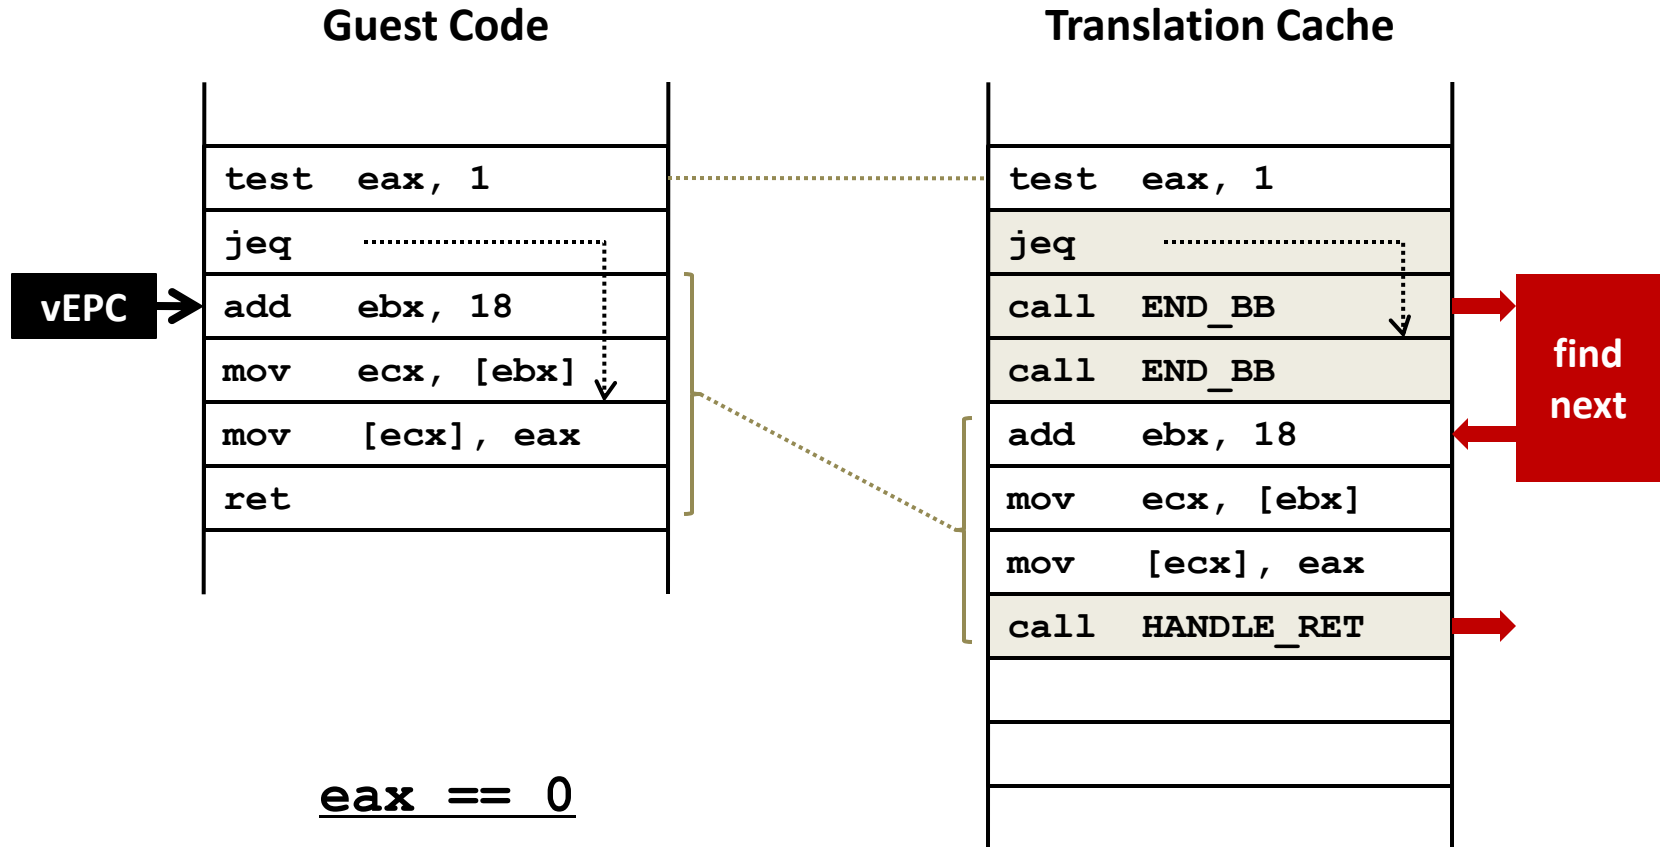 Guest Code
Translation Cache
test eax, 1
jeq
add ebx, 18
mov ecx, [ebx]
mov [ecx], eax
ret
vEPC
eax == 0
test eax, 1
jeq
call END_BB
call END_BB
add ebx, 18
mov ecx, [ebx]
mov [ecx], eax
call HANDLE_RET
find
next